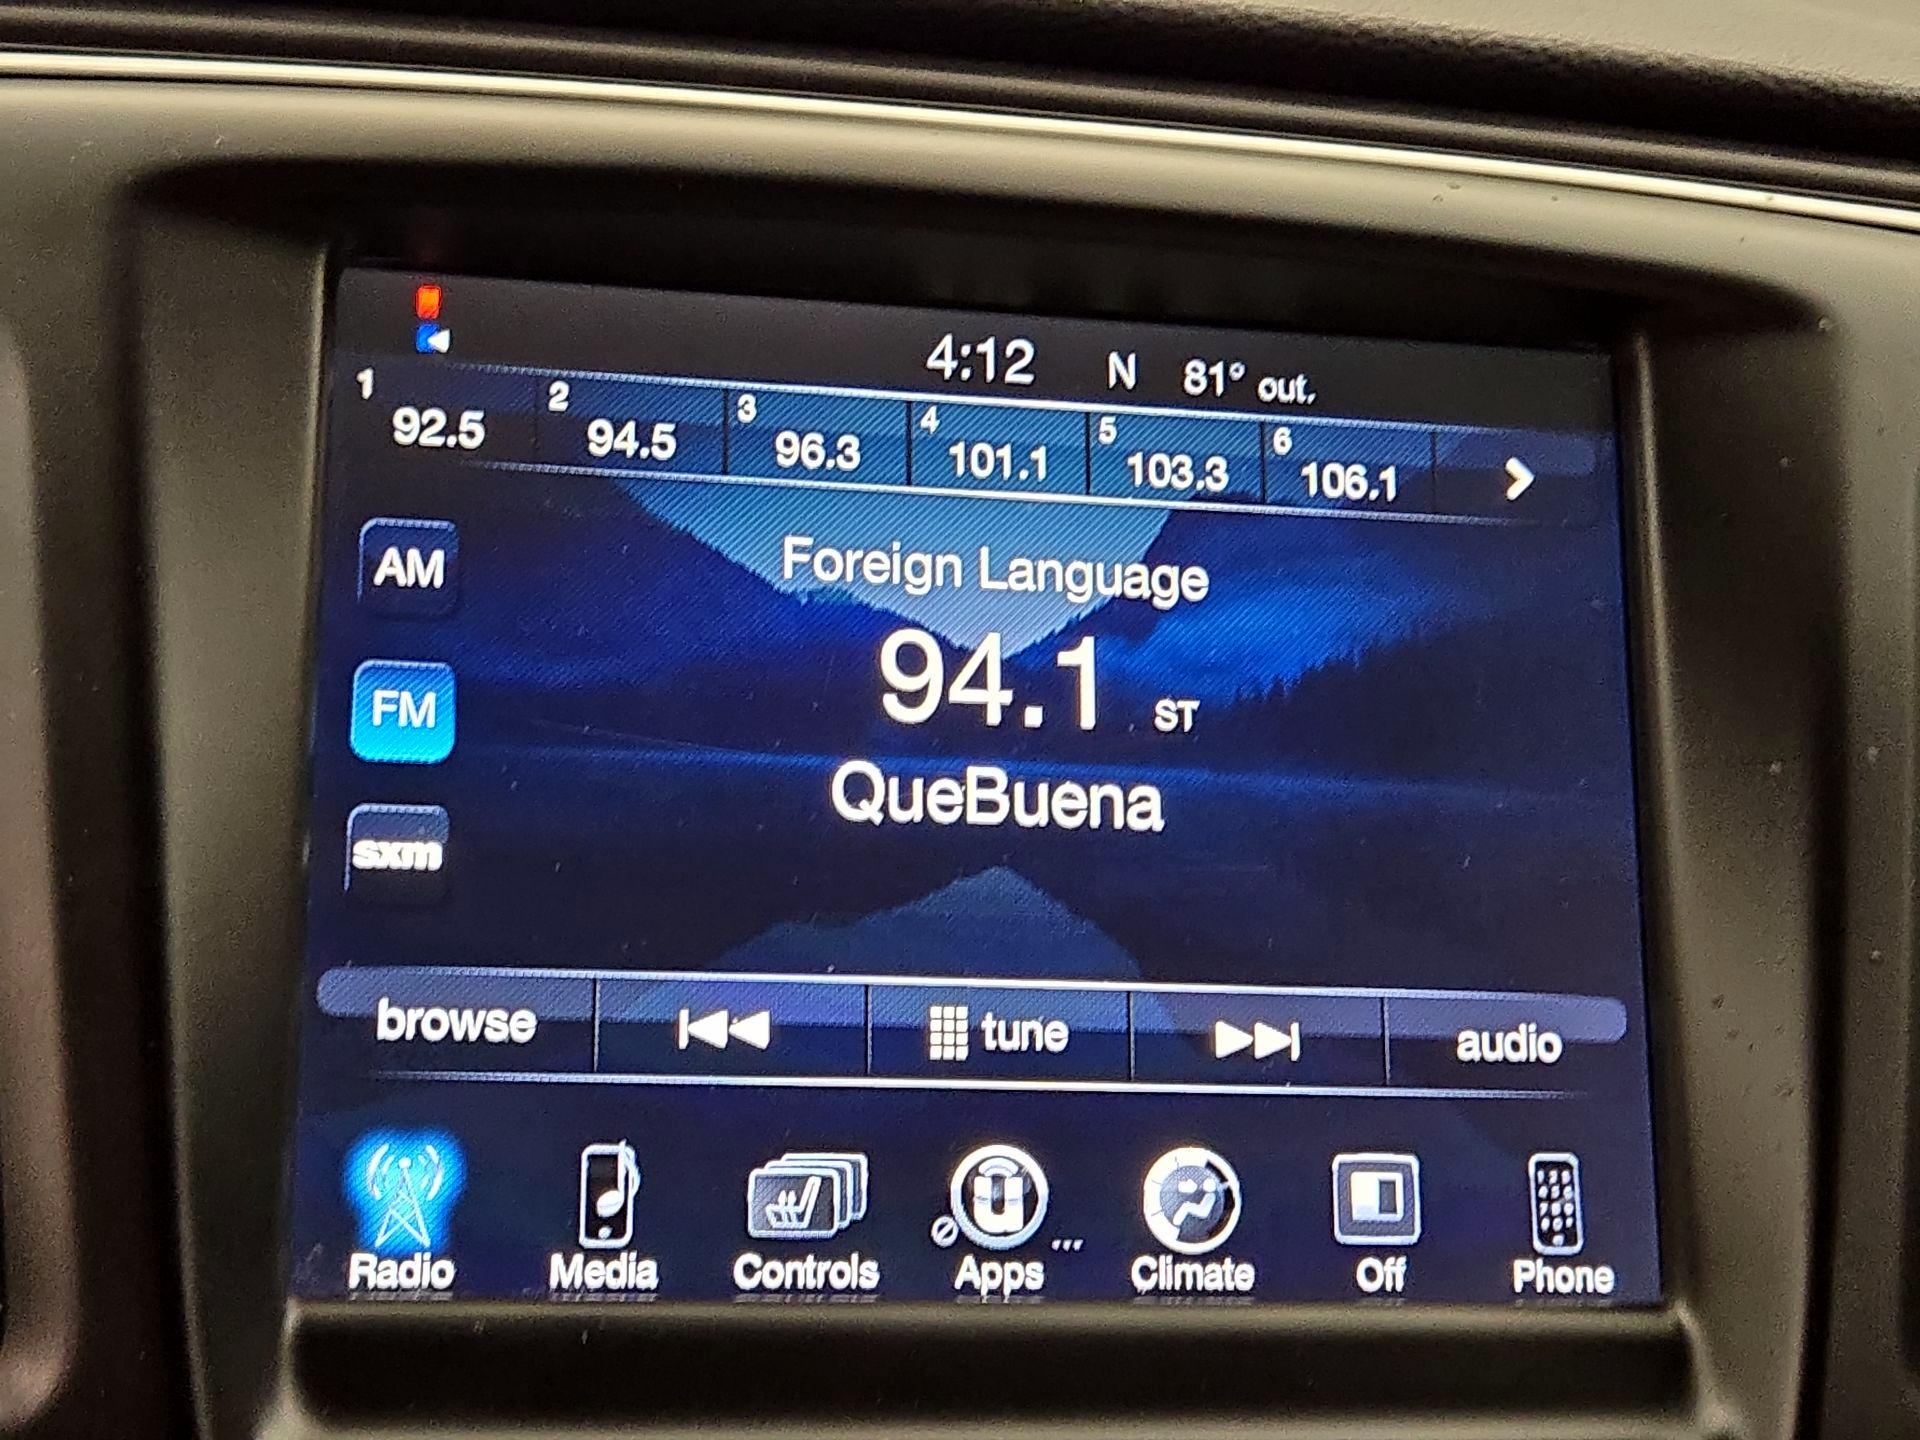 4:12 N 81° out.
1 92.5 2 94.5 3 96.3 4 101.1 5 103.3 6 106.1
AM
Foreign Language
FM
94.1 ST
QueBuena
sxm
browse tune audio
Radio Media Controls Apps ... Climate Off Phone